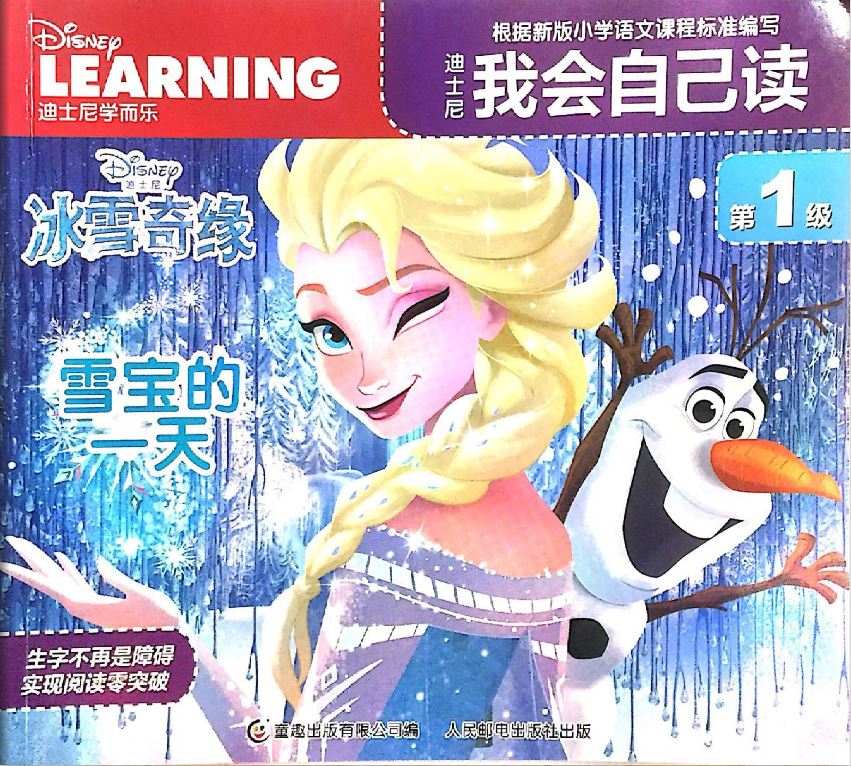 Disney
LEARNING
迪士尼学而乐
根据新版小学语文课程标准编写
迪士尼
我会自己读
第1级
Disney
迪士尼
冰雪奇缘
雪宝的
一天
生字不再是障碍
实现阅读零突破
童趣出版有限公司编 人民邮电出版社出版